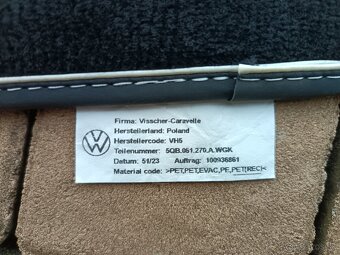 Firma: Visscher-Caravelle
Herstellerland: Poland
Herstellercode: VH5
Teilenummer: 5QB.061.270.A.WGK
Datum: 51/23 Auftrag: 100936861
Material code: >PET,PET,EVAC,PE,PET(REC)<